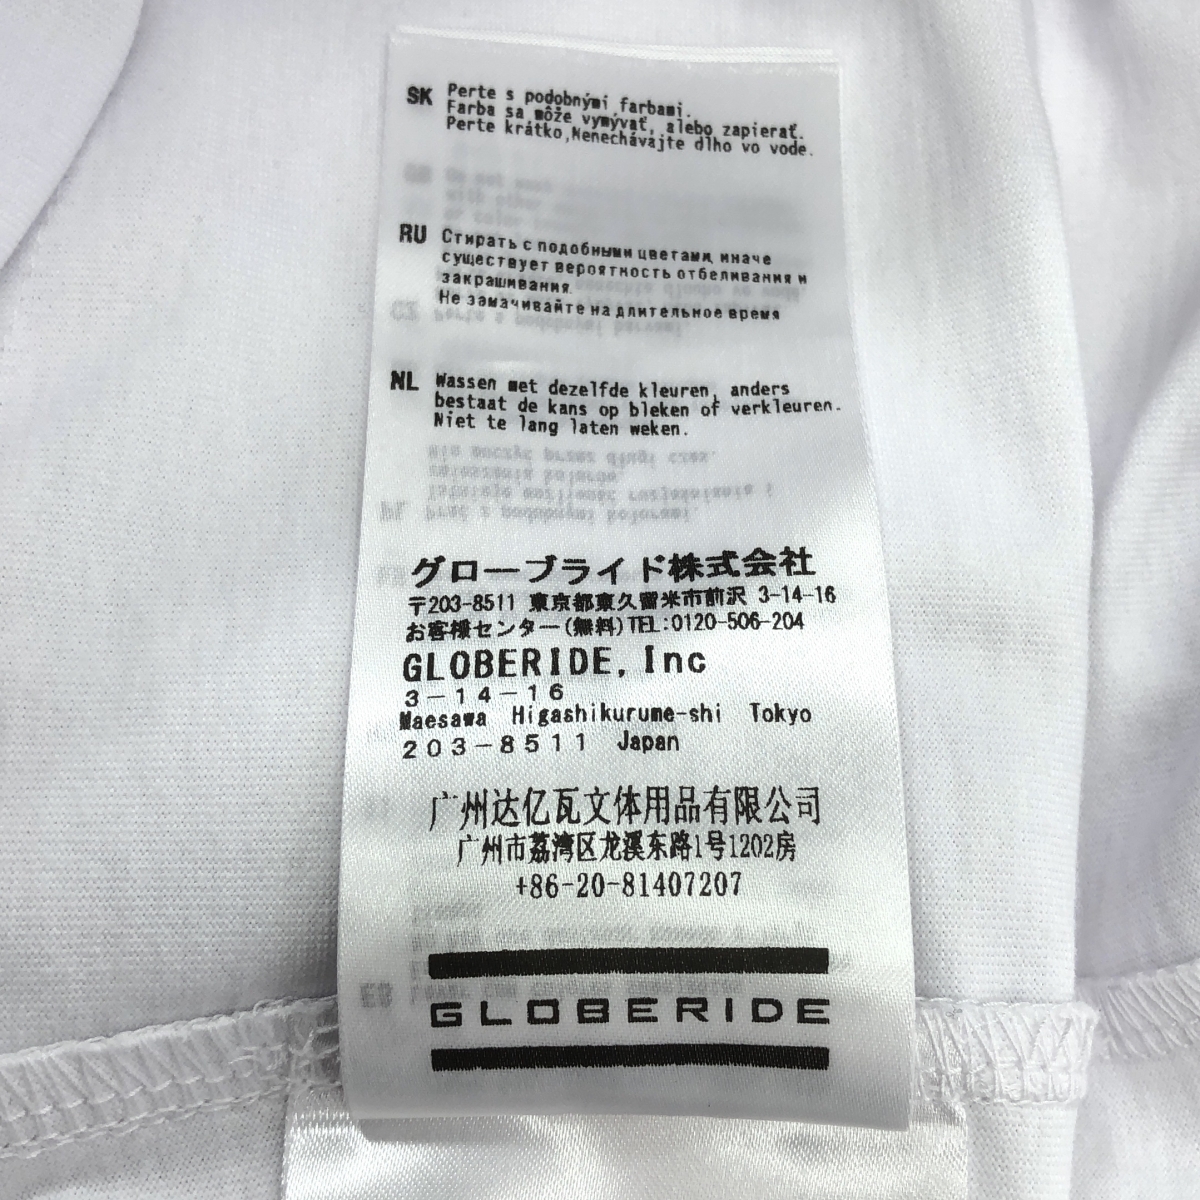 SK Perte s podobnými farbami.
Farba sa môže vymývať, alebo zapierať.
Perte krátko,Nenechávajte dlho vo vode.
RU Стирать с подобными цветами, иначе
существует вероятность отбеливания и
закрашивания.
Не замачивайте на длительное время
NL Wassen met dezelfde kleuren, anders
bestaat de kans op bleken of verkleuren.
Niet te lang laten weken.
グローブライド株式会社
〒203-8511 東京都東久留米市前沢 3-14-16
お客様センター(無料)TEL:0120-506-204
GLOBERIDE, Inc
3－14－16
Maesawa Higashikurume-shi Tokyo
203－8511 Japan
广州达亿瓦文体用品有限公司
广州市荔湾区龙溪东路1号1202房
+86-20-81407207
GLOBERIDE